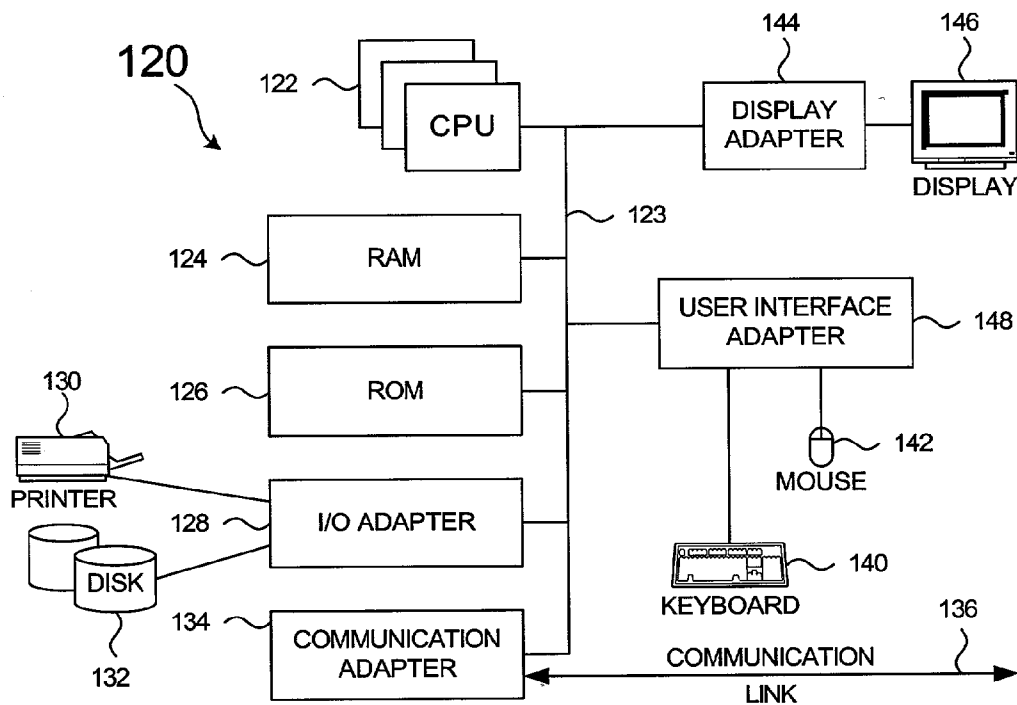 120
122
CPU
144
DISPLAY
ADAPTER
146
DISPLAY
123
124
RAM
USER INTERFACE
ADAPTER
148
126
ROM
130
PRINTER
142
MOUSE
128
I/O ADAPTER
DISK
132
140
KEYBOARD
134
COMMUNICATION
ADAPTER
136
COMMUNICATION
LINK